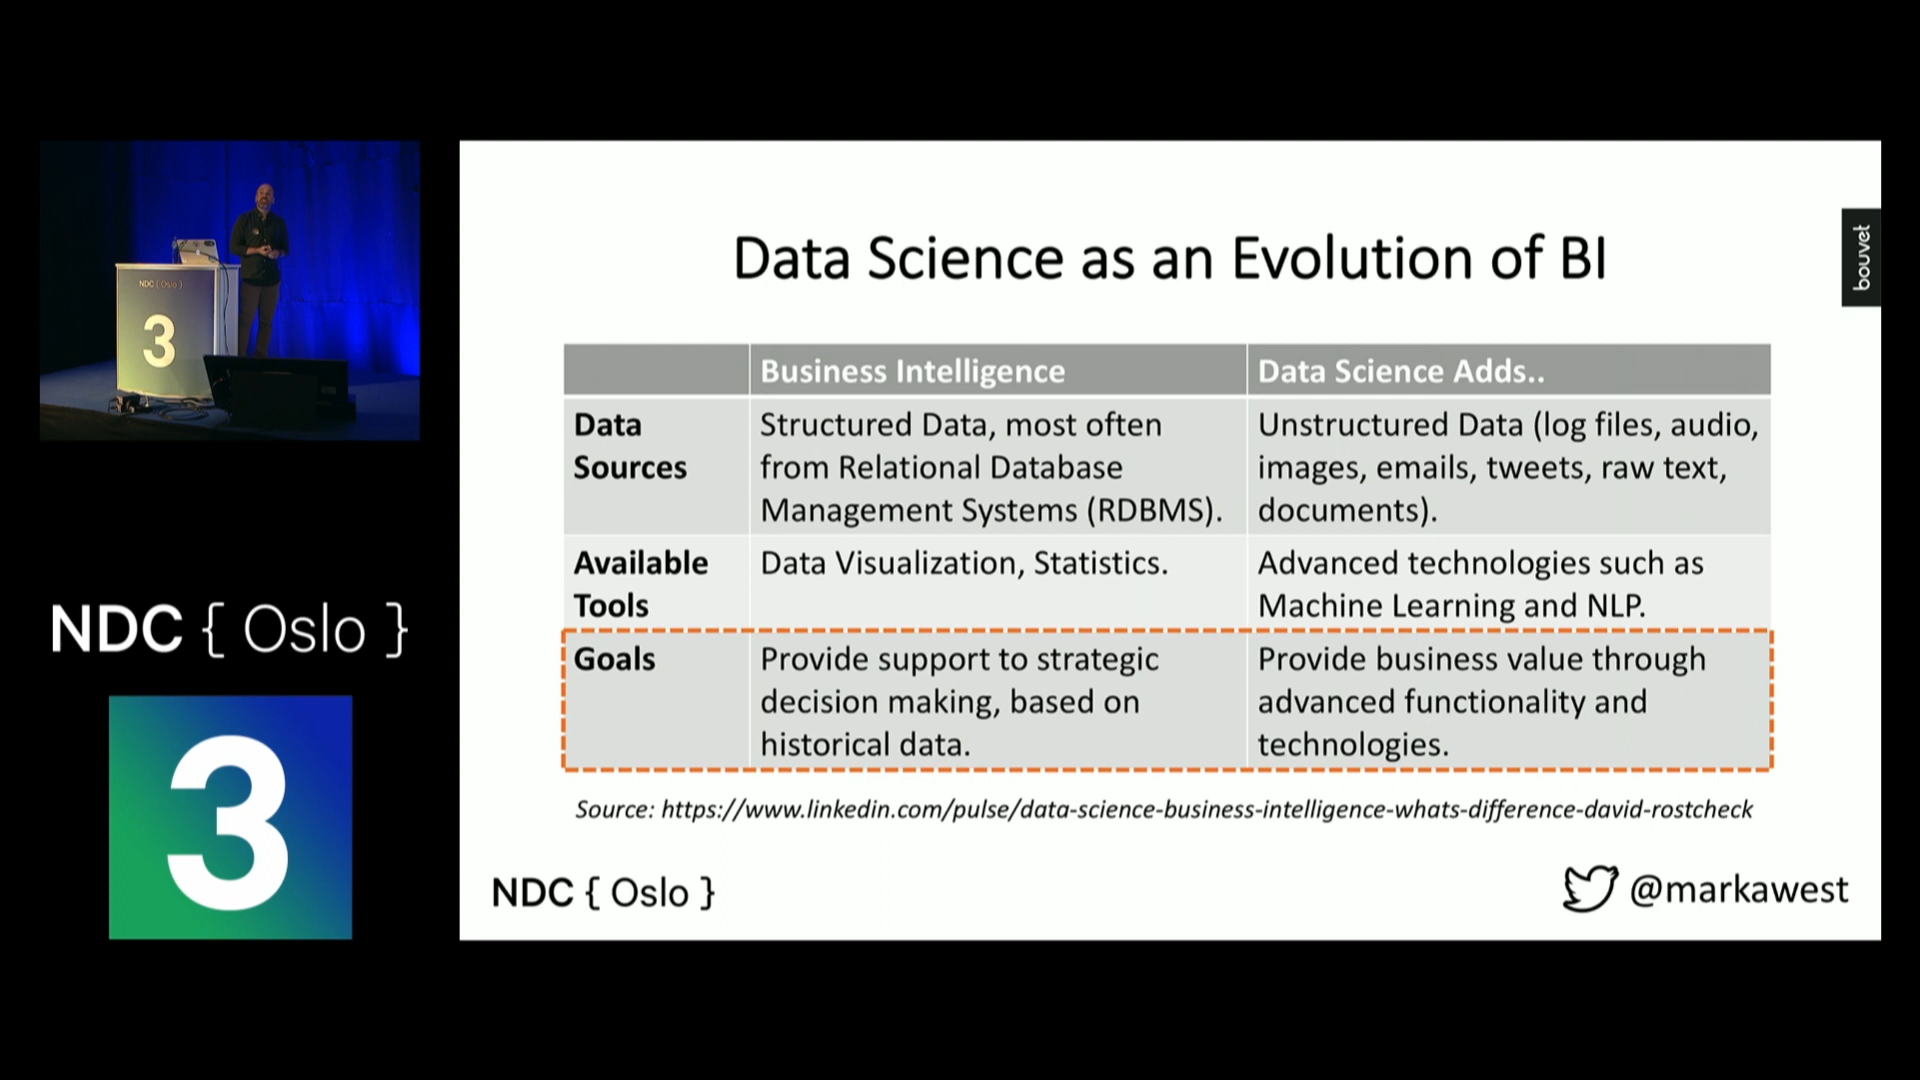 NDC { Oslo }
3
NDC { Oslo }
3
Data Science as an Evolution of BI
bouvet
Business Intelligence
Data Science Adds..
Data
Sources
Structured Data, most often
from Relational Database
Management Systems (RDBMS).
Unstructured Data (log files, audio,
images, emails, tweets, raw text,
documents).
Available
Tools
Data Visualization, Statistics.
Advanced technologies such as
Machine Learning and NLP.
Goals
Provide support to strategic
decision making, based on
historical data.
Provide business value through
advanced functionality and
technologies.
Source: https://www.linkedin.com/pulse/data-science-business-intelligence-whats-difference-david-rostcheck
NDC { Oslo }
@markawest